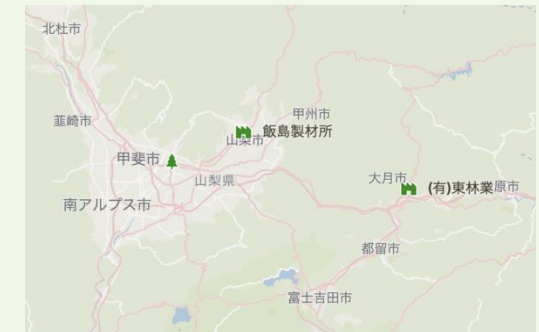 北杜市
韮崎市
甲州市
山梨市
飯島製材所
甲斐市
山梨県
大月市
(有)東林業
原市
南アルプス市
都留市
富士吉田市